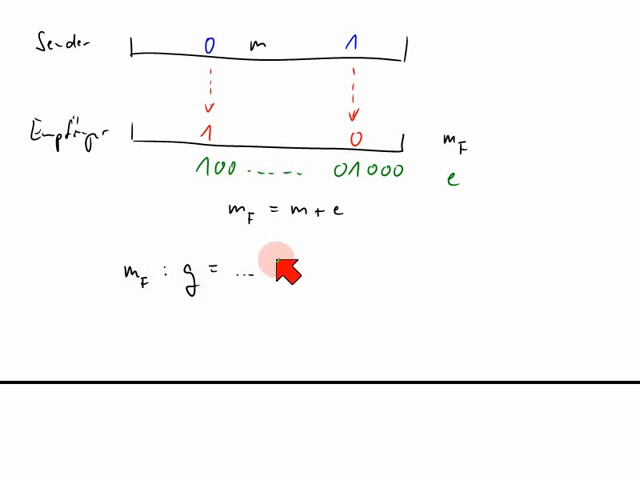 Sender 0 m 1
Empfänger 1 0 m_F
100 ..... 01000 e
m_F = m + e
m_F : g = ...